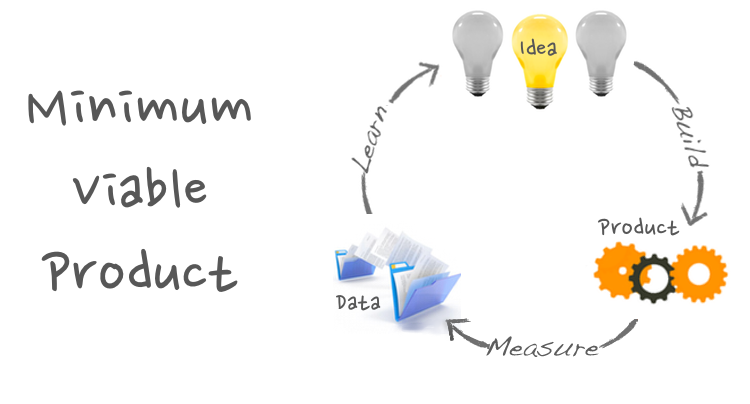 Minimum
Viable
Product
Idea
Build
Product
Measure
Data
Learn